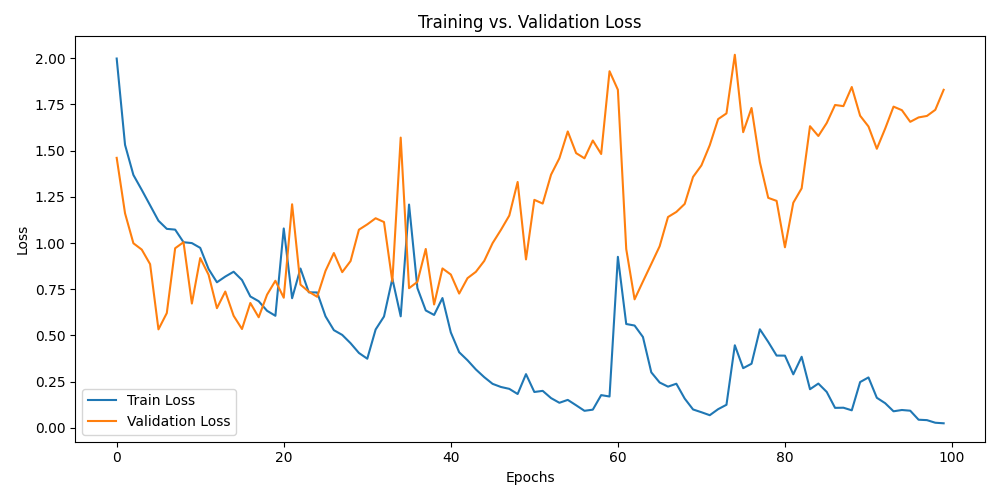 Training vs. Validation Loss
2.00
1.75
1.50
1.25
1.00
0.75
0.50
0.25
0.00
Loss
Train Loss
Validation Loss
0 20 40 60 80 100
Epochs